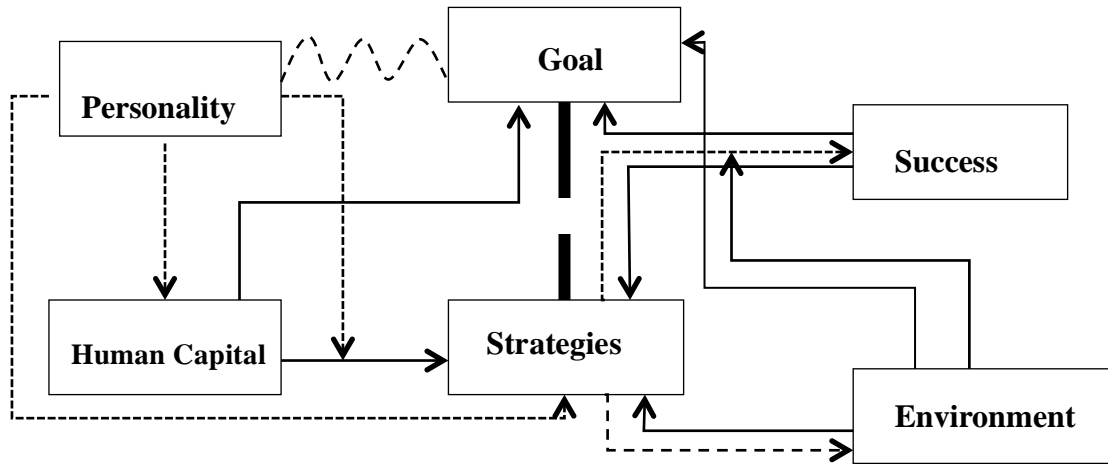 Goal
Personality
Success
Human Capital
Strategies
Environment